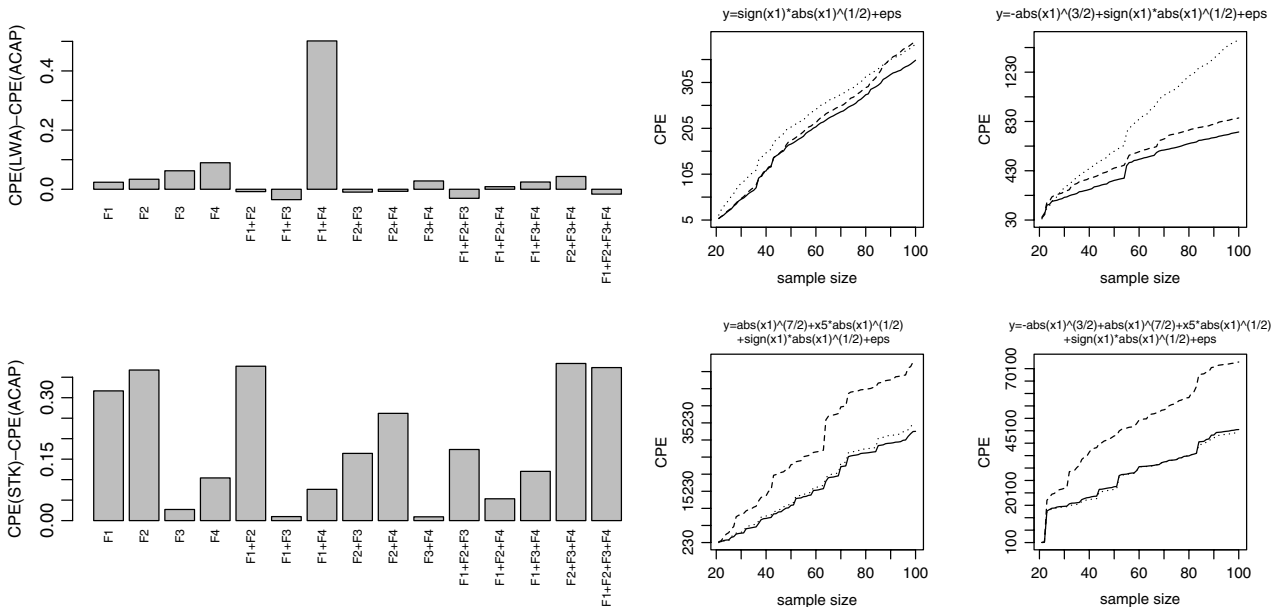 CPE(LWA)−CPE(ACAP)
0.0
0.2
0.4
F1
F2
F3
F4
F1+F2
F1+F3
F1+F4
F2+F3
F2+F4
F3+F4
F1+F2+F3
F1+F2+F4
F1+F3+F4
F2+F3+F4
F1+F2+F3+F4
y=sign(x1)*abs(x1)^(1/2)+eps
CPE
5
105
205
305
20
40
60
80
100
sample size
y=-abs(x1)^(3/2)+sign(x1)*abs(x1)^(1/2)+eps
CPE
30
430
830
1230
20
40
60
80
100
sample size
CPE(STK)−CPE(ACAP)
0.00
0.15
0.30
F1
F2
F3
F4
F1+F2
F1+F3
F1+F4
F2+F3
F2+F4
F3+F4
F1+F2+F3
F1+F2+F4
F1+F3+F4
F2+F3+F4
F1+F2+F3+F4
y=abs(x1)^(7/2)+x5*abs(x1)^(1/2)
+sign(x1)*abs(x1)^(1/2)+eps
CPE
230
15230
35230
20
40
60
80
100
sample size
y=-abs(x1)^(3/2)+abs(x1)^(7/2)+x5*abs(x1)^(1/2)
+sign(x1)*abs(x1)^(1/2)+eps
CPE
100
20100
45100
70100
20
40
60
80
100
sample size